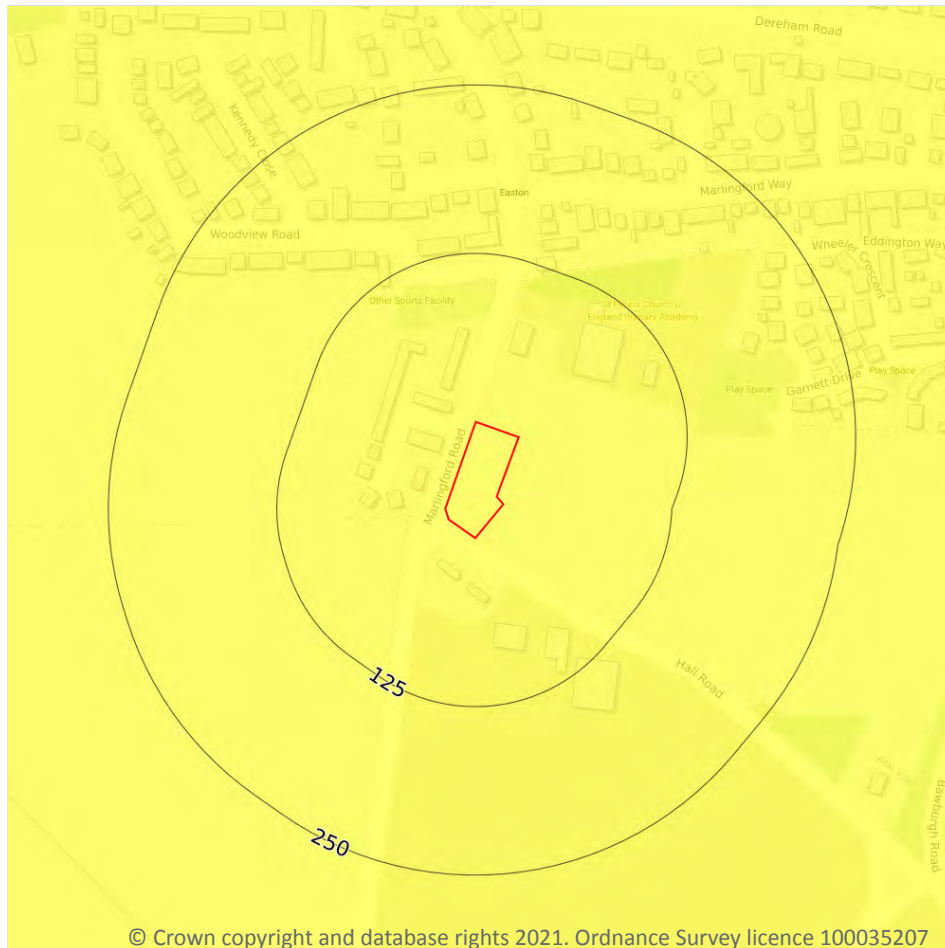 Dereham Road
Kennedy Close
Easton
Marlingford Way
Woodview Road
Wheeler Crescent
Eddington Way
Other Sports Facility
St Peters Church of
England Primary Academy
Play Space
Play Space
Garnett Drive
Marlingford Road
125
Hall Road
Bawburgh Road
250
© Crown copyright and database rights 2021. Ordnance Survey licence 100035207